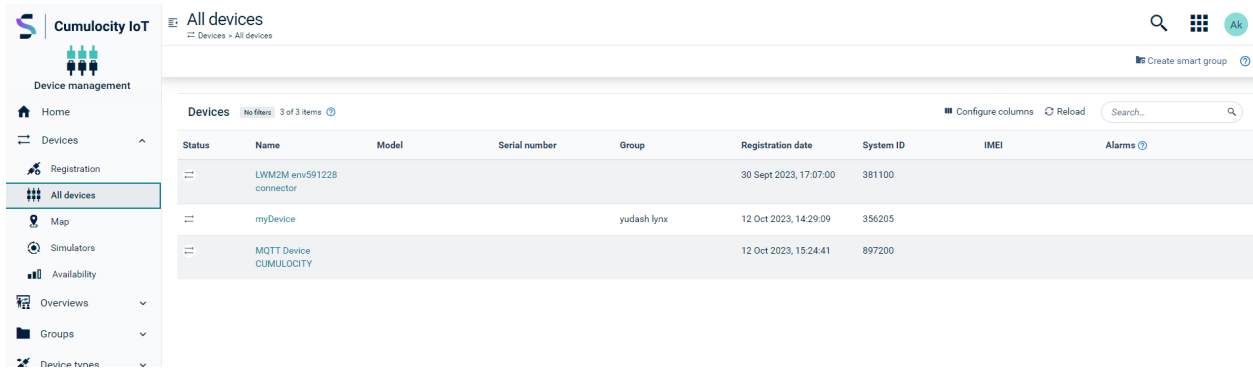 Cumulocity IoT
Device management
Home
Devices
Registration
All devices
Map
Simulators
Availability
Overviews
Groups
Device types
All devices
Devices > All devices
Ak
Create smart group
Devices No filters 3 of 3 items
Configure columns Reload Search...
Status Name Model Serial number Group Registration date System ID IMEI Alarms
LWM2M env591228 30 Sept 2023, 17:07:00 381100
connector
myDevice yudash lynx 12 Oct 2023, 14:29:09 356205
MQTT Device 12 Oct 2023, 15:24:41 897200
CUMULOCITY